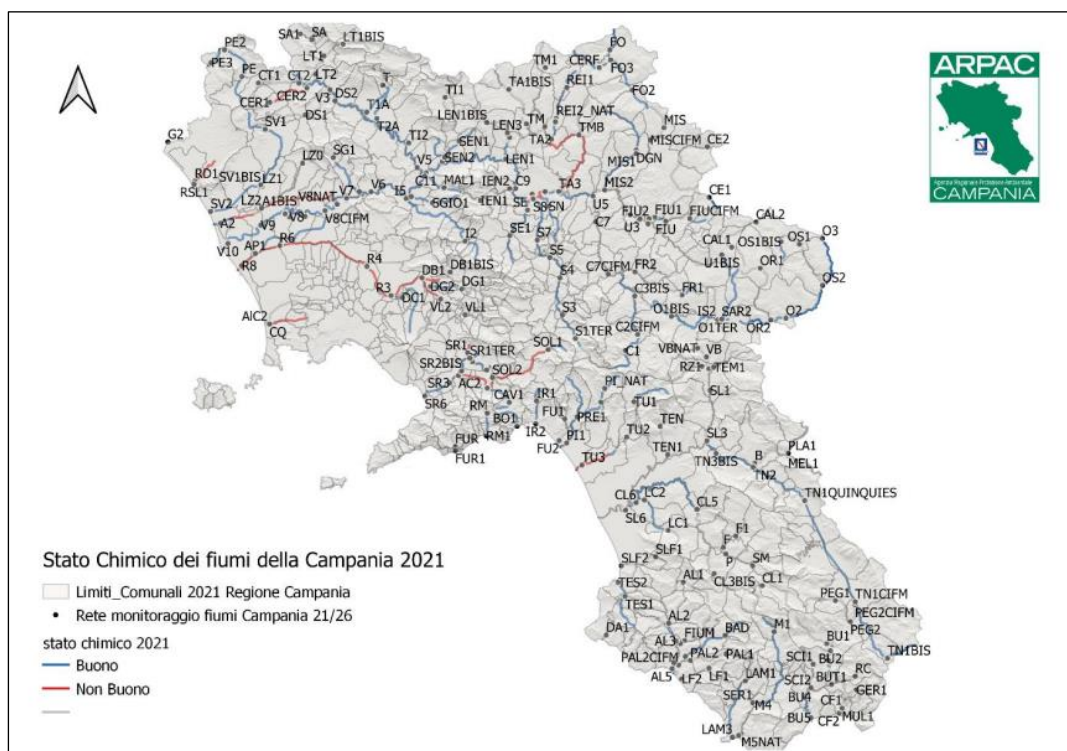 ARPAC
Agenzia Regionale Protezione Ambientale
CAMPANIA
PE2
SA1
SA
LT1BIS
PE3
PE
LT1
CT1
CT2
LT2
CER1
CER2
V3
DS2
DS1
SV1
T
T1A
T2A
TI1
TI2
TA1BIS
TM1
CERF
FO
FO3
FO2
REI1
REI2_NAT
LEN1BIS
LEN3
TM
TA2
TMB
MIS
MISCIFM
CE2
G2
SEN1
SEN2
LEN1
MIS1
DGN
MIS2
RD1
RSL1
SV1BIS
LZ0
SG1
LZ1
V5
C11
MAL1
IEN2
C9
TA3
CE1
SV2
LZ2
A1BIS
V8NAT
V7
V6
I5
SGIO1
IEN1
SE
S8
SN
U5
A2
V9
V8
V8CIFM
SE1
S7
C7
FIU2
U3
FIU1
FIU
FIUCIFM
CAL2
V10
AP1
R6
I2
S5
CAL1
OS1BIS
OS1
O3
R8
R4
DB1
DB1BIS
S4
C7CIFM
FR2
U1BIS
OR1
OS2
R3
DC1
DG2
DG1
VL2
VL1
C3BIS
FR1
AIC2
CQ
S3
O1BIS
IS2
SAR2
O1TER
OR2
O2
S1TER
C2CIFM
SR1
SR1TER
SOL1
C1
VBNAT
VB
SR2BIS
SOL2
RZ1
TEM1
SR3
AC2
PI_NAT
SL1
SR6
CAV1
IR1
TU1
RM
BO1
FU1
PRE1
TEN
FUR
RM1
IR2
PI1
TU2
SL3
FUR1
FU2
TEN1
TN3BIS
B
PLA1
MEL1
TU3
TN2
TN1QUINQUIES
CL6
LC2
CL5
SL6
LC1
F1
F
P
SLF2
SLF1
SM
TES2
AL1
CL3BIS
CL1
TES1
PEG1
TN1CIFM
PEG2CIFM
DA1
AL2
FIUM
BAD
M1
PEG2
AL3
BU1
PAL2CIFM
PAL2
PAL1
SCI1
BU2
TN1BIS
AL5
LF2
LF1
LAM1
SCI2
BUT1
RC
SER1
M4
BU4
GER1
BU5
CF1
CF2
MUL1
LAM3
M5NAT
Stato Chimico dei fiumi della Campania 2021
Limiti_Comunali 2021 Regione Campania
Rete monitoraggio fiumi Campania 21/26
stato chimico 2021
Buono
Non Buono